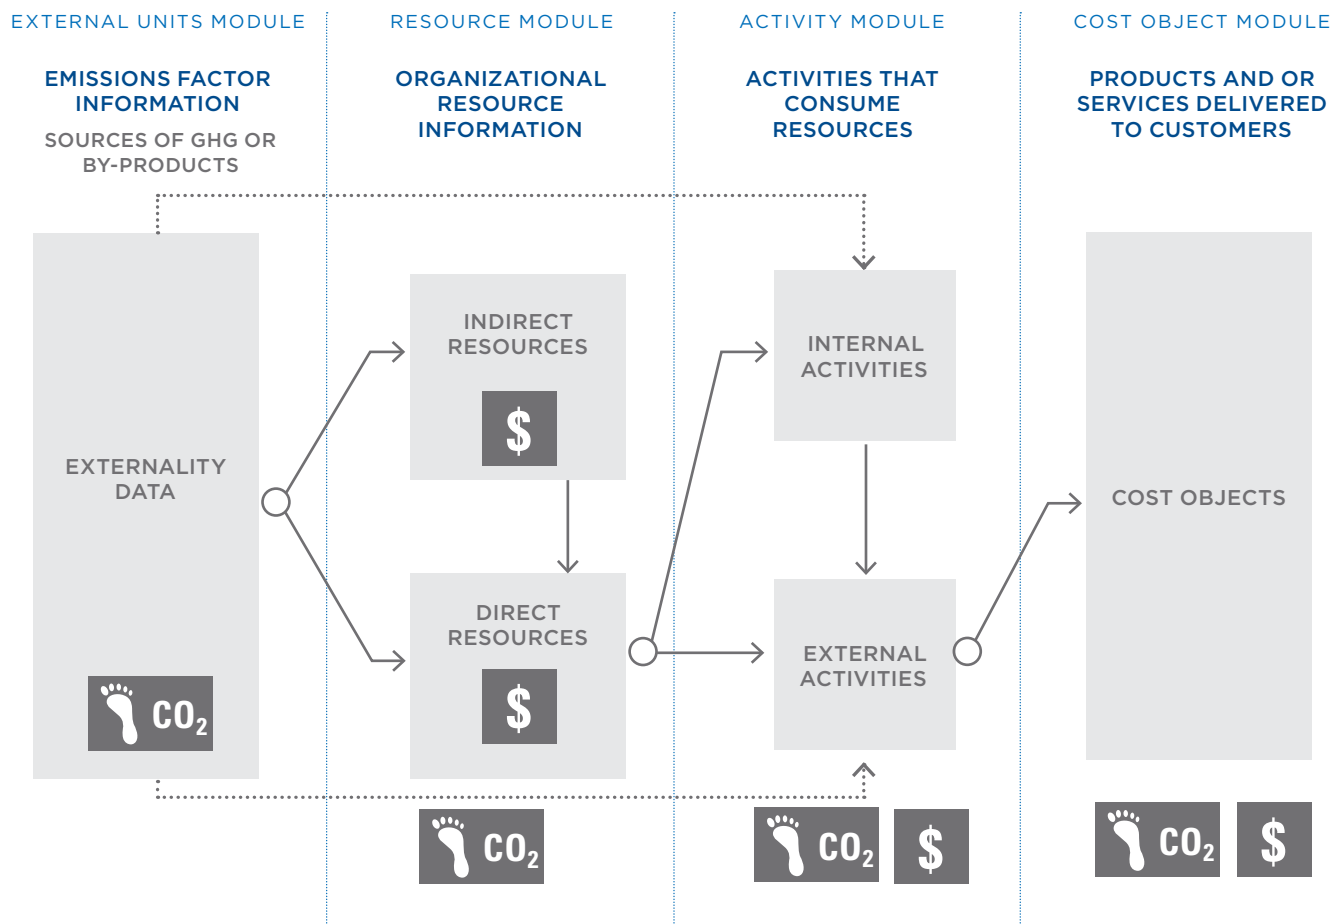 EXTERNAL UNITS MODULE
EMISSIONS FACTOR
INFORMATION
SOURCES OF GHG OR
BY-PRODUCTS
EXTERNALITY
DATA
CO₂
RESOURCE MODULE
ORGANIZATIONAL
RESOURCE
INFORMATION
INDIRECT
RESOURCES
$
DIRECT
RESOURCES
$
CO₂
ACTIVITY MODULE
ACTIVITIES THAT
CONSUME
RESOURCES
INTERNAL
ACTIVITIES
EXTERNAL
ACTIVITIES
CO₂ $
COST OBJECT MODULE
PRODUCTS AND OR
SERVICES DELIVERED
TO CUSTOMERS
COST OBJECTS
CO₂ $